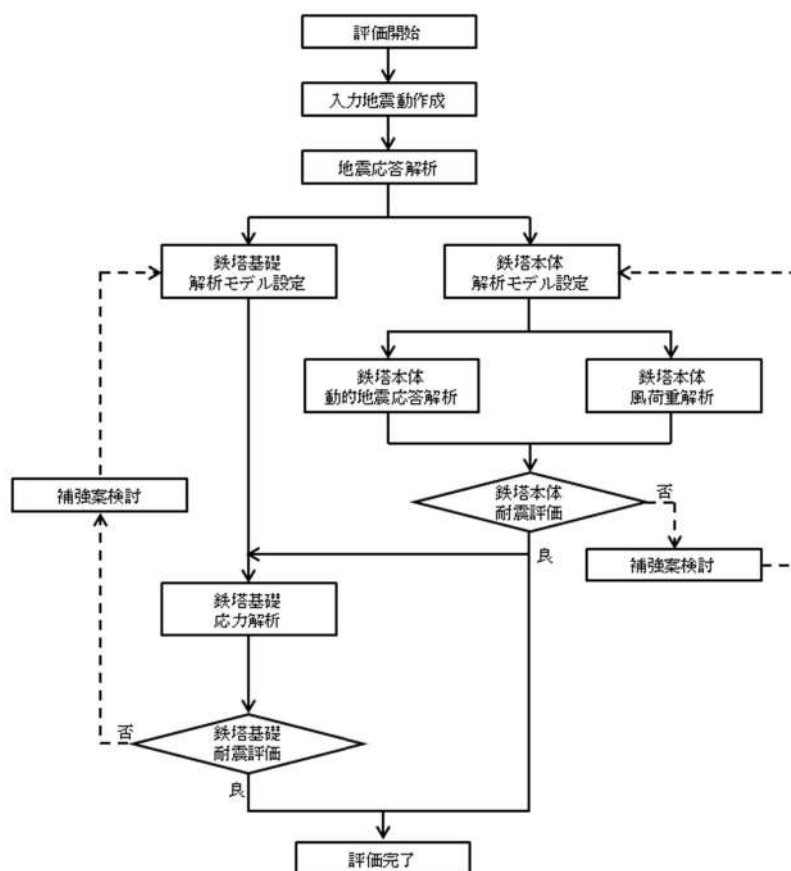 評価開始
入力地震動作成
地震応答解析
鉄塔基礎
解析モデル設定
鉄塔本体
解析モデル設定
鉄塔本体
動的地震応答解析
鉄塔本体
風荷重解析
補強案検討
鉄塔本体
耐震評価
否
良
補強案検討
鉄塔基礎
応力解析
否
鉄塔基礎
耐震評価
良
評価完了